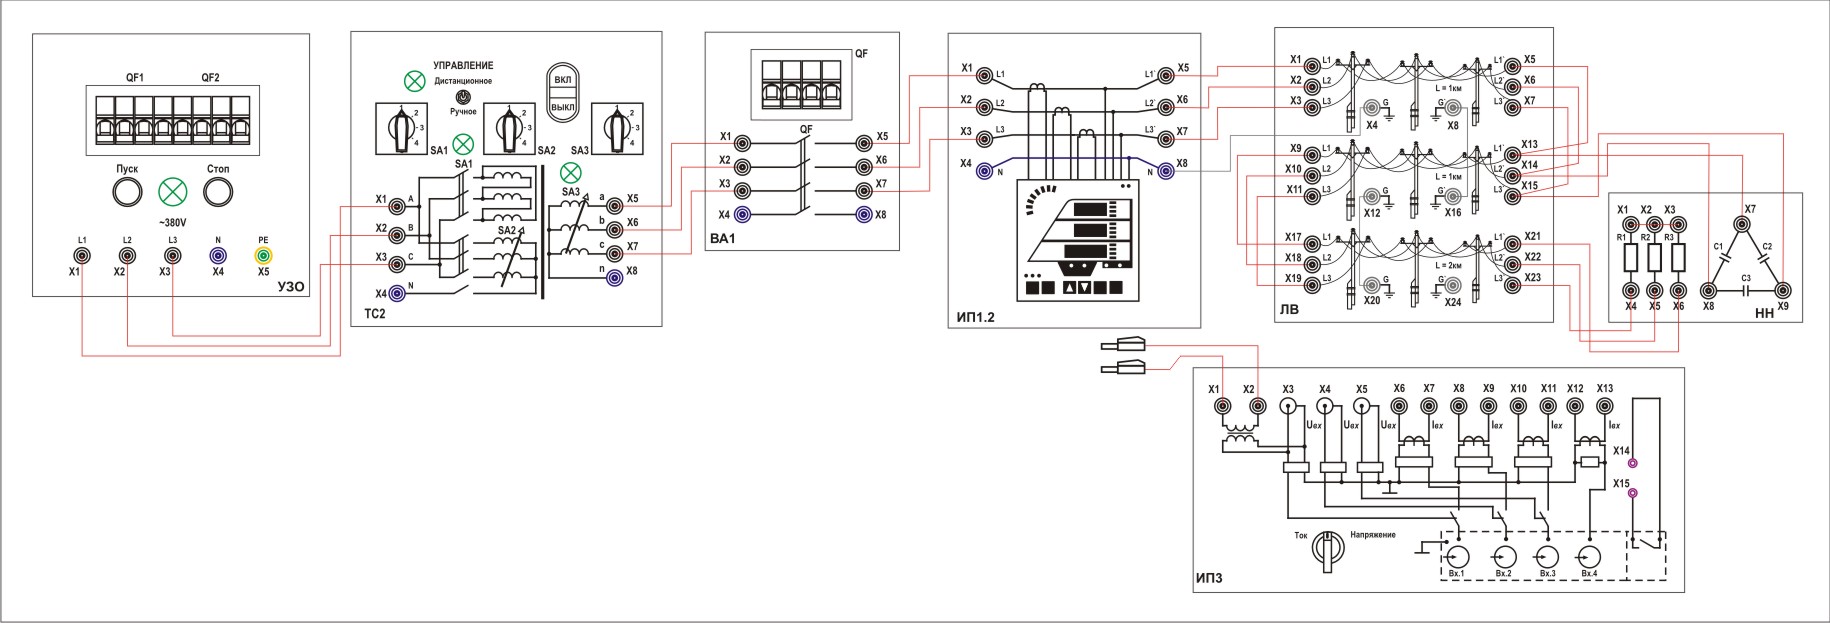 QF1 QF2
Пуск Стоп
~380V
L1 L2 L3 N PE
X1 X2 X3 X4 X5
УЗО
УПРАВЛЕНИЕ
Дистанционное
Ручное
ВКЛ
ВЫКЛ
1 2 3 4
SA1
1 2 3 4
SA2
1 2 3 4
SA3
SA1
SA2
SA3
X1 A
X2 B
X3 C
X4 N
a X5
b X6
c X7
n X8
ТС2
QF
QF
X1 X5
X2 X6
X3 X7
X4 X8
ВА1
X1 L1 L1' X5
X2 L2 L2' X6
X3 L3 L3' X7
X4 N N X8
ИП1.2
X1 L1 L1' X5
X2 L2 L2' X6
X3 L3 L3' X7
L = 1км
G X4 G' X8
X9 L1 L1' X13
X10 L2 L2' X14
X11 L3 L3' X15
L = 1км
G X12 G' X16
X17 L1 L1' X21
X18 L2 L2' X22
X19 L3 L3' X23
L = 2км
G X20 G' X24
ЛВ
X1 X2 X3 X7
R1 R2 R3 C1 C2
C3
X4 X5 X6 X8 X9
НН
X1 X2 X3 X4 X5 X6 X7 X8 X9 X10 X11 X12 X13
Uвх Uвх Uвх Iвх Iвх Iвх Iвх
X14
X15
Ток Напряжение
Вх.1 Вх.2 Вх.3 Вх.4
ИП3